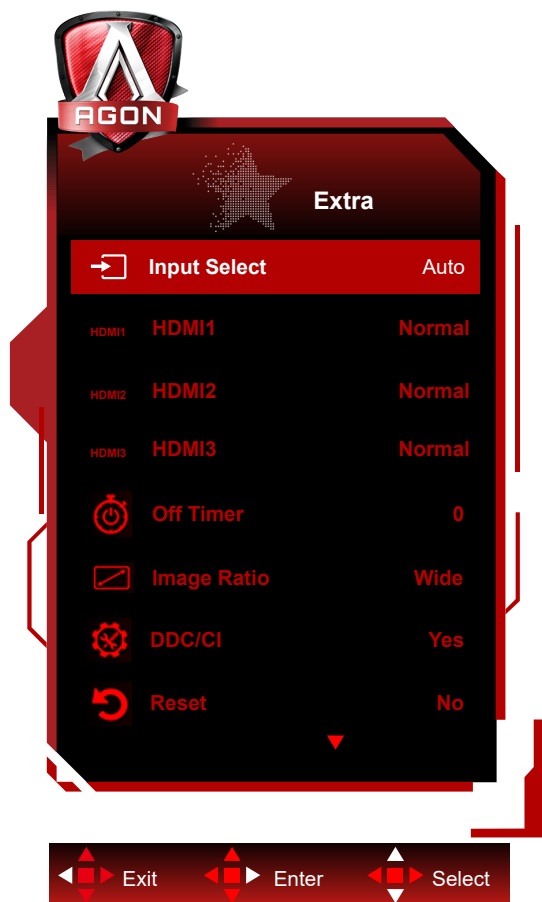 AGON
Extra
Input Select Auto
HDMI1 HDMI1 Normal
HDMI2 HDMI2 Normal
HDMI3 HDMI3 Normal
Off Timer 0
Image Ratio Wide
DDC/CI Yes
Reset No
Exit Enter Select